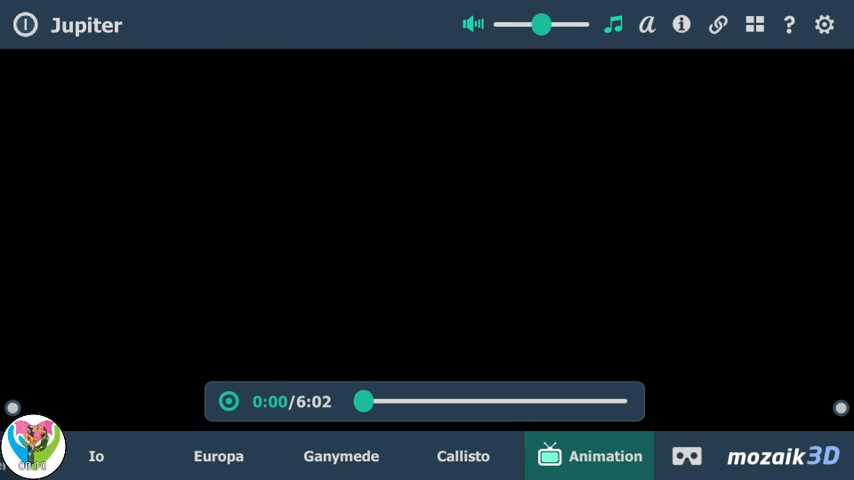 Jupiter
a
i
?
0:00/6:02
Io
Europa
Ganymede
Callisto
Animation
mozaik3D